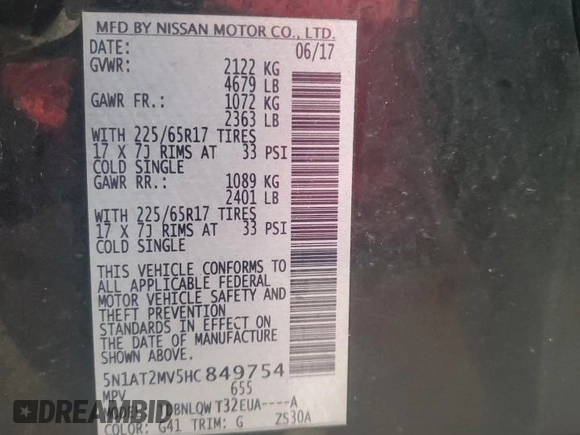 MFD BY NISSAN MOTOR CO., LTD.
DATE: 06/17
GVWR: 2122 KG
4679 LB
GAWR FR.: 1072 KG
2363 LB
WITH 225/65R17 TIRES
17 X 7J RIMS AT 33 PSI
COLD SINGLE
GAWR RR.: 1089 KG
2401 LB
WITH 225/65R17 TIRES
17 X 7J RIMS AT 33 PSI
COLD SINGLE
THIS VEHICLE CONFORMS TO
ALL APPLICABLE FEDERAL
MOTOR VEHICLE SAFETY AND
THEFT PREVENTION
STANDARDS IN EFFECT ON
THE DATE OF MANUFACTURE
SHOWN ABOVE.
5N1AT2MV5HC849754
MPV 655
T32EUA----A
COLOR: G41 TRIM: G ZS30A
DREAMBID